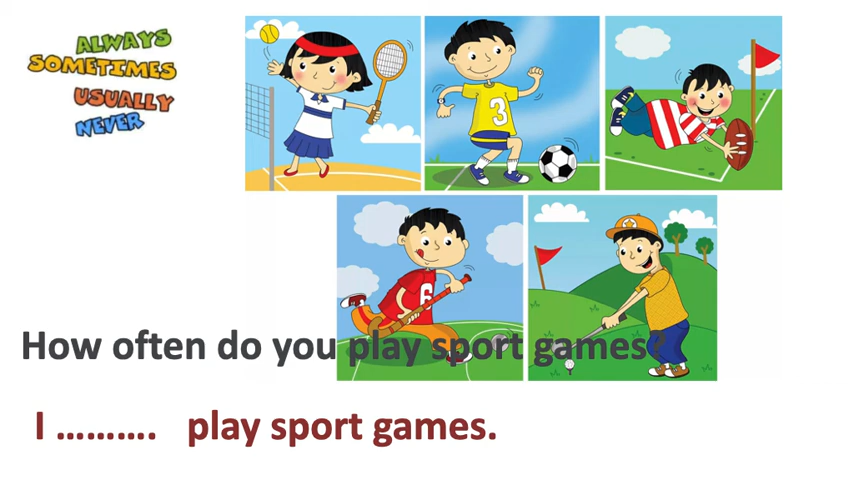 ALWAYS
SOMETIMES
USUALLY
NEVER
3
6
How often do you play sport games?
I .......... play sport games.